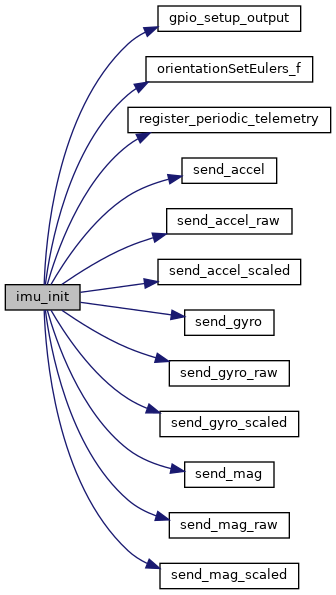 gpio_setup_output
orientationSetEulers_f
register_periodic_telemetry
send_accel
send_accel_raw
send_accel_scaled
imu_init
send_gyro
send_gyro_raw
send_gyro_scaled
send_mag
send_mag_raw
send_mag_scaled